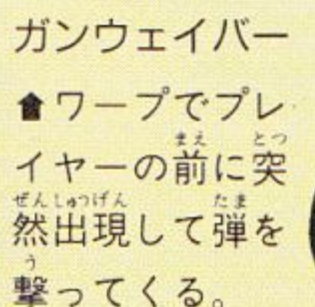 ガンウェイバー
⬆ワープでプレ
イヤーの前に突
然出現して弾を
撃ってくる。